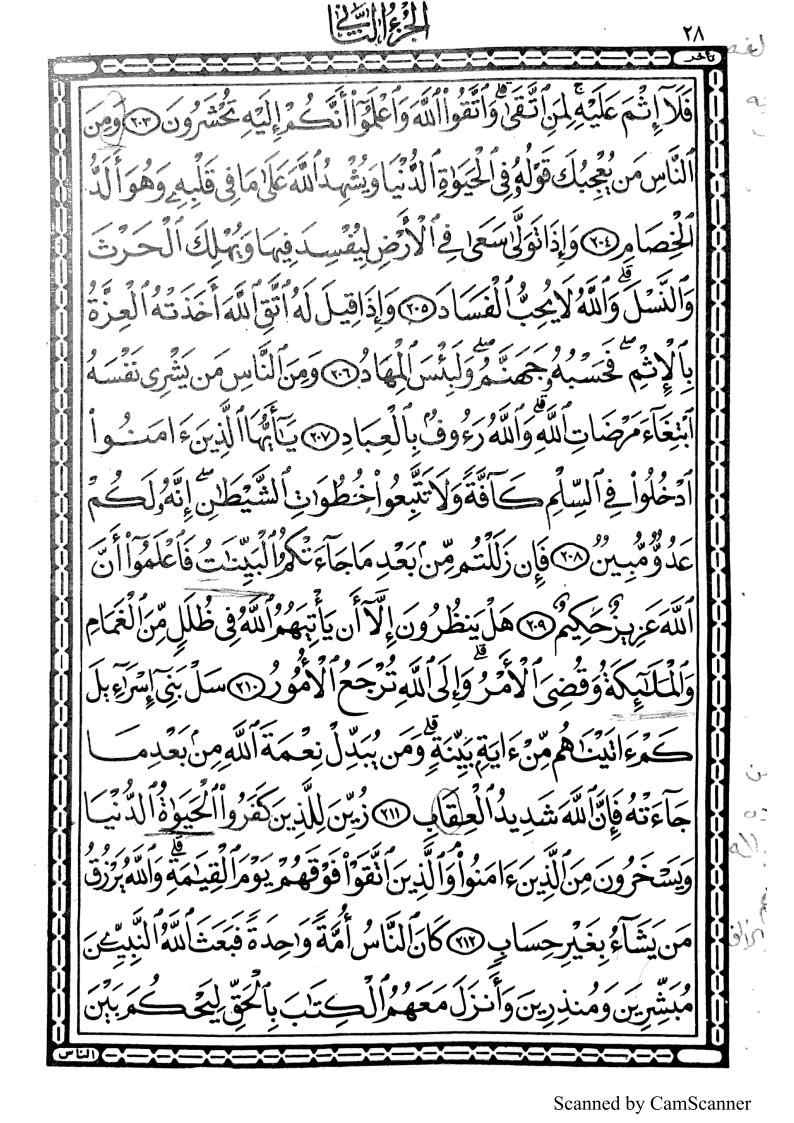 الجزء الثاني
٢٨
تأخر
فَلَآ إِثْمَ عَلَيْهِ لِمَنِ ٱتَّقَىٰ وَٱتَّقُوا۟ ٱللَّهَ وَٱعْلَمُوٓا۟ أَنَّكُمْ إِلَيْهِ تُحْشَرُونَ ٢٠٣ وَمِنَ
ٱلنَّاسِ مَن يُعْجِبُكَ قَوْلُهُۥ فِى ٱلْحَيَوٰةِ ٱلدُّنْيَا وَيُشْهِدُ ٱللَّهَ عَلَىٰ مَا فِى قَلْبِهِۦ وَهُوَ أَلَدُّ
ٱلْخِصَامِ ٢٠٤ وَإِذَا تَوَلَّىٰ سَعَىٰ فِى ٱلْأَرْضِ لِيُفْسِدَ فِيهَا وَيُهْلِكَ ٱلْحَرْثَ
وَٱلنَّسْلَ ۗ وَٱللَّهُ لَا يُحِبُّ ٱلْفَسَادَ ٢٠٥ وَإِذَا قِيلَ لَهُ ٱتَّقِ ٱللَّهَ أَخَذَتْهُ ٱلْعِزَّةُ
بِٱلْإِثْمِ ۖ فَحَسْبُهُۥ جَهَنَّمُ ۖ وَلَبِئْسَ ٱلْمِهَادُ ٢٠٦ وَمِنَ ٱلنَّاسِ مَن يَشْرِى نَفْسَهُ
ٱبْتِغَآءَ مَرْضَاتِ ٱللَّهِ ۗ وَٱللَّهُ رَءُوفٌۢ بِٱلْعِبَادِ ٢٠٧ يَـٰٓأَيُّهَا ٱلَّذِينَ ءَامَنُوا۟
ٱدْخُلُوا۟ فِى ٱلسِّلْمِ كَآفَّةً وَلَا تَتَّبِعُوا۟ خُطُوَٰتِ ٱلشَّيْطَـٰنِ ۖ إِنَّهُۥ لَكُمْ
عَدُوٌّ مُّبِينٌ ٢٠٨ فَإِن زَلَلْتُم مِّنۢ بَعْدِ مَا جَآءَتْكُمُ ٱلْبَيِّنَـٰتُ فَٱعْلَمُوٓا۟ أَنَّ
ٱللَّهَ عَزِيزٌ حَكِيمٌ ٢٠٩ هَلْ يَنظُرُونَ إِلَّآ أَن يَأْتِيَهُمُ ٱللَّهُ فِى ظُلَلٍ مِّنَ ٱلْغَمَامِ
وَٱلْمَلَـٰٓئِكَةُ وَقُضِىَ ٱلْأَمْرُ ۚ وَإِلَى ٱللَّهِ تُرْجَعُ ٱلْأُمُورُ ٢١٠ سَلْ بَنِىٓ إِسْرَٰٓءِيلَ
كَمْ ءَاتَيْنَـٰهُم مِّنْ ءَايَةٍۭ بَيِّنَةٍ ۗ وَمَن يُبَدِّلْ نِعْمَةَ ٱللَّهِ مِنۢ بَعْدِ مَا
جَآءَتْهُ فَإِنَّ ٱللَّهَ شَدِيدُ ٱلْعِقَابِ ٢١١ زُيِّنَ لِلَّذِينَ كَفَرُوا۟ ٱلْحَيَوٰةُ ٱلدُّنْيَا
وَيَسْخَرُونَ مِنَ ٱلَّذِينَ ءَامَنُوا۟ وَٱلَّذِينَ ٱتَّقَوْا۟ فَوْقَهُمْ يَوْمَ ٱلْقِيَـٰمَةِ ۗ وَٱللَّهُ يَرْزُقُ
مَن يَشَآءُ بِغَيْرِ حِسَابٍ ٢١٢ كَانَ ٱلنَّاسُ أُمَّةً وَٰحِدَةً فَبَعَثَ ٱللَّهُ ٱلنَّبِيِّـۧنَ
مُبَشِّرِينَ وَمُنذِرِينَ وَأَنزَلَ مَعَهُمُ ٱلْكِتَـٰبَ بِٱلْحَقِّ لِيَحْكُمَ بَيْنَ
الناس
Scanned by CamScanner